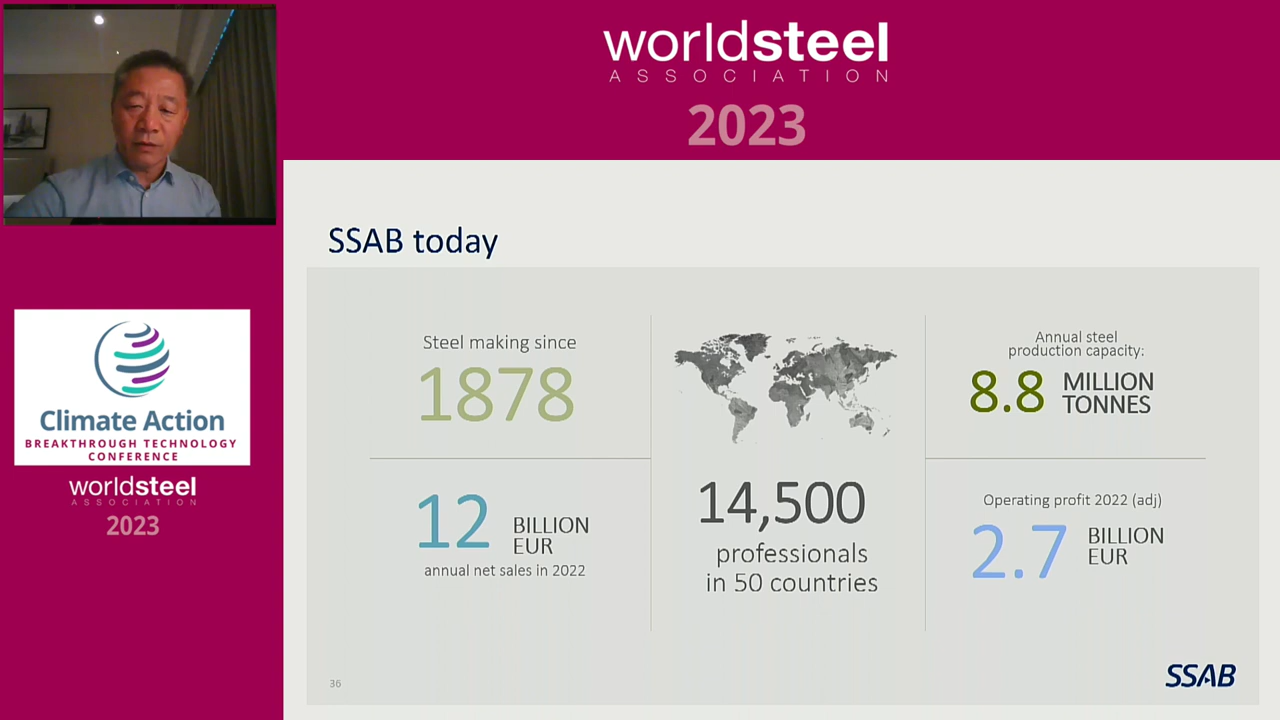 worldsteel
ASSOCIATION
2023
Climate Action
BREAKTHROUGH TECHNOLOGY
CONFERENCE
worldsteel
ASSOCIATION
2023
SSAB today
Steel making since
1878
12 BILLION
EUR
annual net sales in 2022
14,500
professionals
in 50 countries
Annual steel
production capacity:
8.8 MILLION
TONNES
Operating profit 2022 (adj)
2.7 BILLION
EUR
36
SSAB